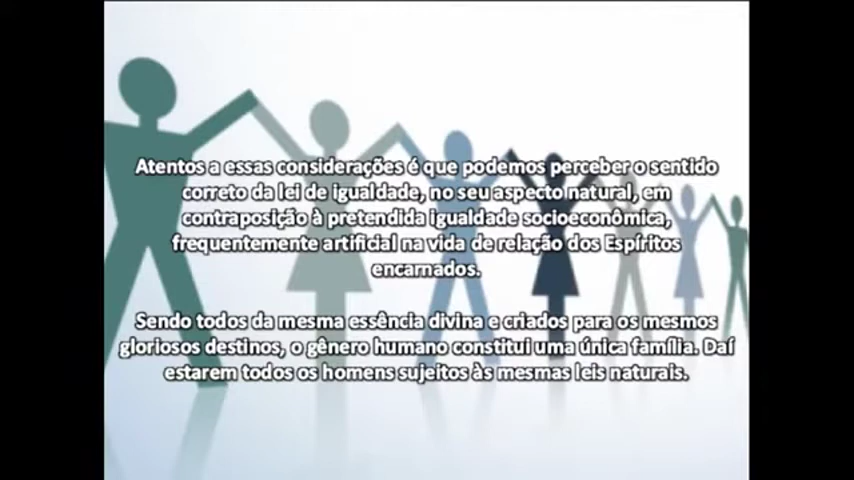 Atentos a essas considerações é que podemos perceber o sentido
correto da lei de igualdade, no seu aspecto natural, em
contraposição à pretendida igualdade socioeconômica,
frequentemente artificial na vida de relação dos Espíritos
encarnados.
Sendo todos da mesma essência divina e criados para os mesmos
gloriosos destinos, o gênero humano constitui uma única família. Daí
estarem todos os homens sujeitos às mesmas leis naturais.